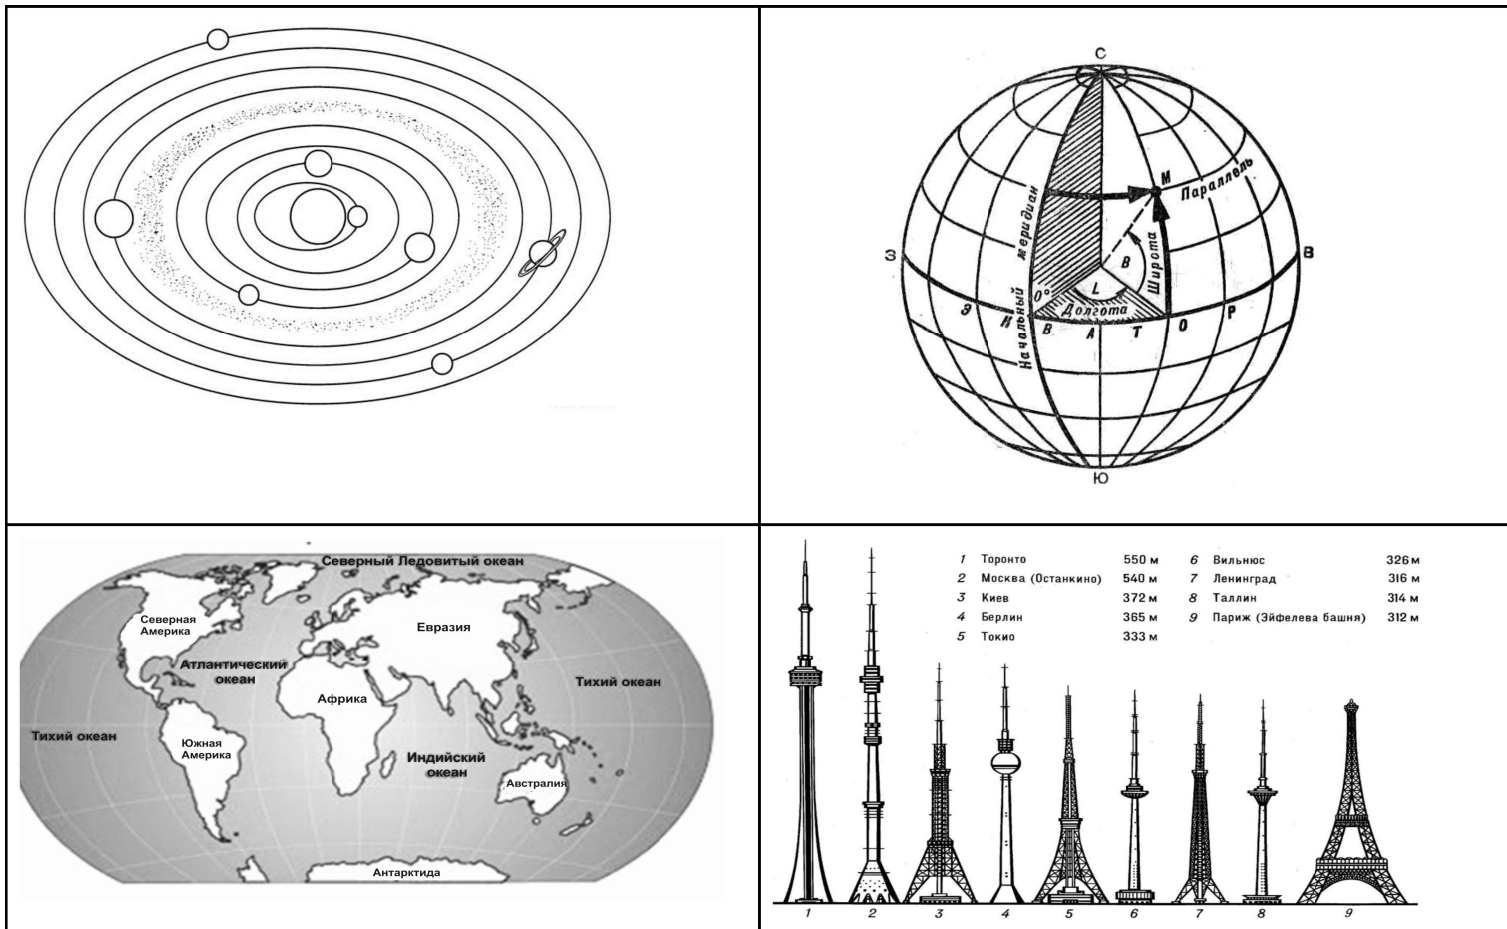 С
М
Параллель
Начальный меридиан
Широта
В
З
В
0°
L
Долгота
Э К В А Т О Р
Ю
Северный Ледовитый океан
Северная
Америка
Евразия
Атлантический
океан
Африка
Тихий океан
Тихий океан
Южная
Америка
Индийский
океан
Австралия
Антарктида
1 Торонто 550 м
2 Москва (Останкино) 540 м
3 Киев 372 м
4 Берлин 365 м
5 Токио 333 м
6 Вильнюс 326 м
7 Ленинград 316 м
8 Таллин 314 м
9 Париж (Эйфелева башня) 312 м
1 2 3 4 5 6 7 8 9